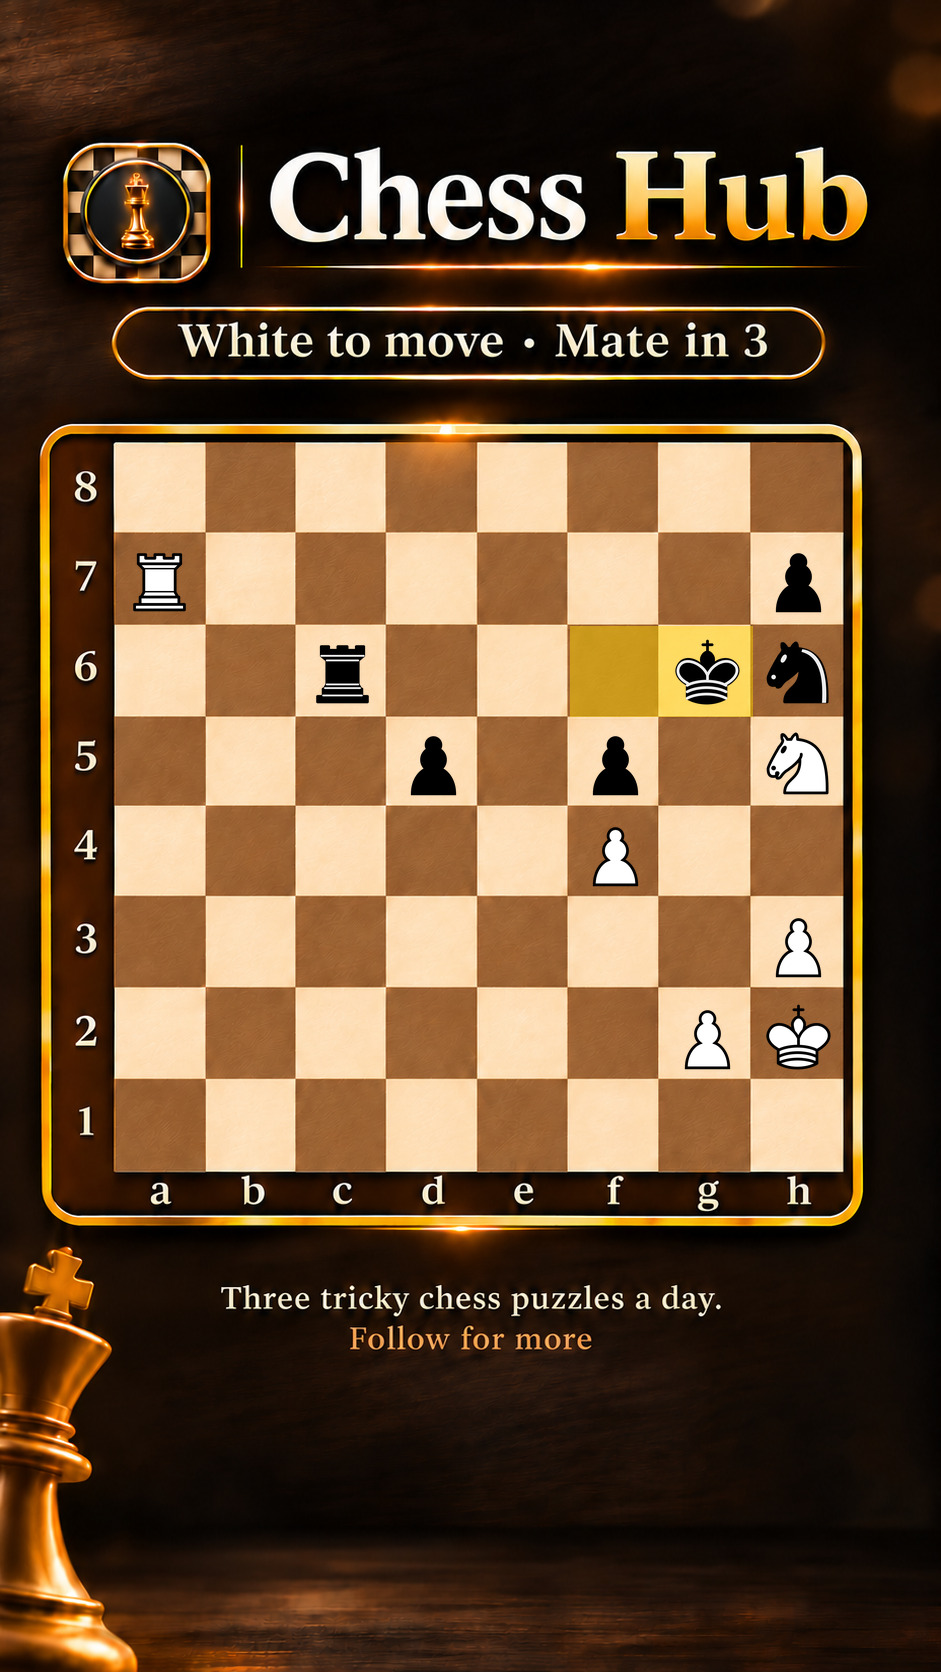 Chess Hub
White to move • Mate in 3
8
7
6
5
4
3
2
1
a b c d e f g h
Three tricky chess puzzles a day.
Follow for more